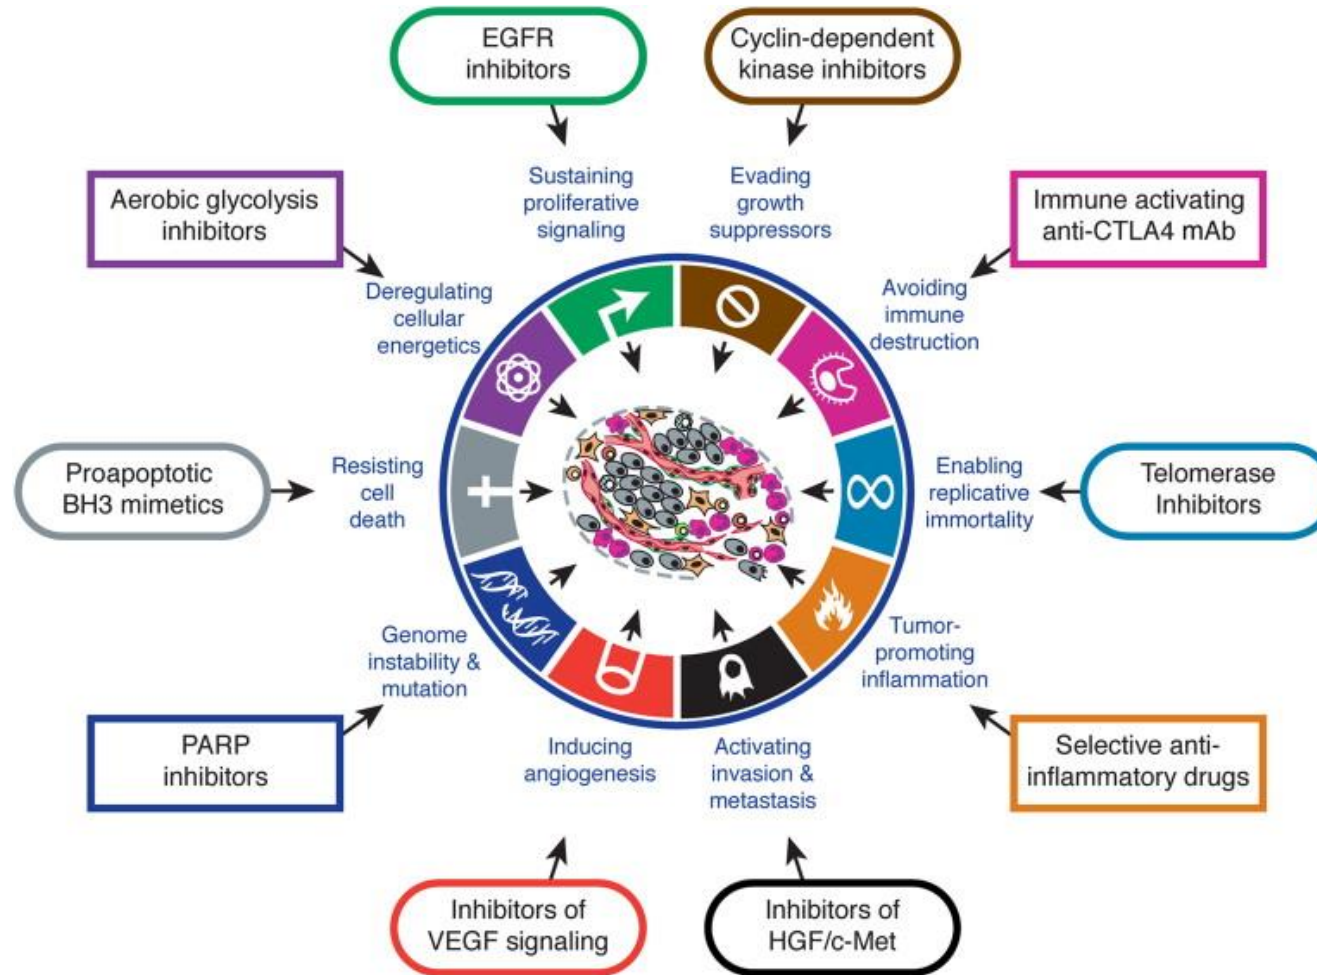 EGFR
inhibitors
Cyclin-dependent
kinase inhibitors
Sustaining
proliferative
signaling
Evading
growth
suppressors
Aerobic glycolysis
inhibitors
Immune activating
anti-CTLA4 mAb
Deregulating
cellular
energetics
Avoiding
immune
destruction
Proapoptotic
BH3 mimetics
Resisting
cell
death
Enabling
replicative
immortality
Telomerase
Inhibitors
Genome
instability &
mutation
Tumor-
promoting
inflammation
PARP
inhibitors
Inducing
angiogenesis
Activating
invasion &
metastasis
Selective anti-
inflammatory drugs
Inhibitors of
VEGF signaling
Inhibitors of
HGF/c-Met